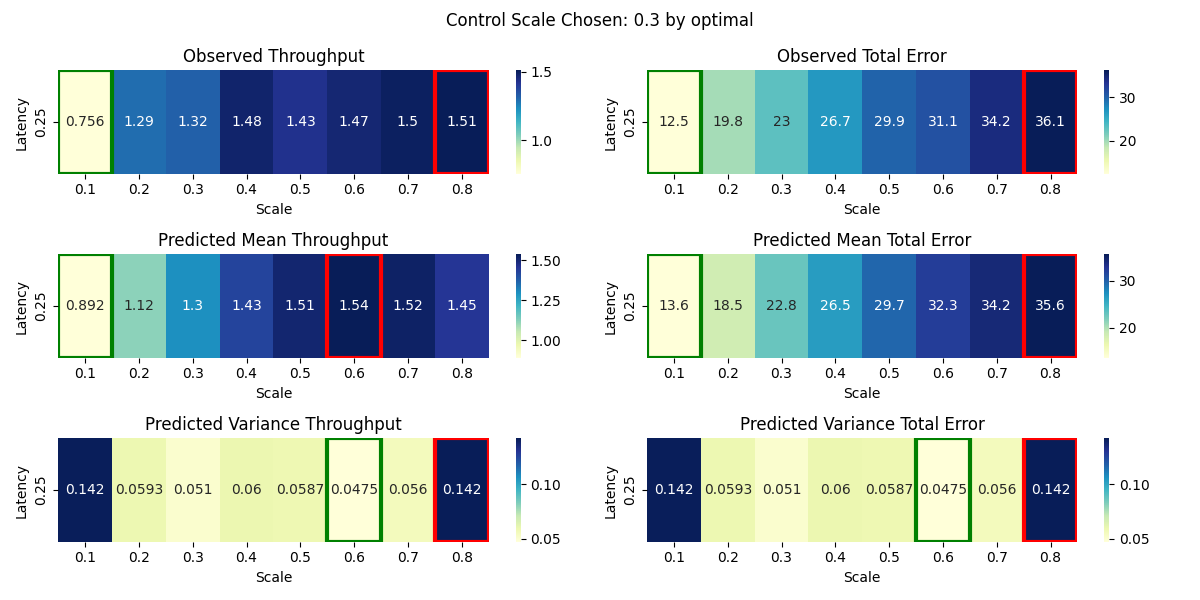 Control Scale Chosen: 0.3 by optimal
Observed Throughput
Latency
0.25
0.756 1.29 1.32 1.48 1.43 1.47 1.5 1.51
0.1 0.2 0.3 0.4 0.5 0.6 0.7 0.8
Scale
1.5
1.0
Observed Total Error
Latency
0.25
12.5 19.8 23 26.7 29.9 31.1 34.2 36.1
0.1 0.2 0.3 0.4 0.5 0.6 0.7 0.8
Scale
30
20
Predicted Mean Throughput
Latency
0.25
0.892 1.12 1.3 1.43 1.51 1.54 1.52 1.45
0.1 0.2 0.3 0.4 0.5 0.6 0.7 0.8
Scale
1.50
1.25
1.00
Predicted Mean Total Error
Latency
0.25
13.6 18.5 22.8 26.5 29.7 32.3 34.2 35.6
0.1 0.2 0.3 0.4 0.5 0.6 0.7 0.8
Scale
30
20
Predicted Variance Throughput
Latency
0.25
0.142 0.0593 0.051 0.06 0.0587 0.0475 0.056 0.142
0.1 0.2 0.3 0.4 0.5 0.6 0.7 0.8
Scale
0.10
0.05
Predicted Variance Total Error
Latency
0.25
0.142 0.0593 0.051 0.06 0.0587 0.0475 0.056 0.142
0.1 0.2 0.3 0.4 0.5 0.6 0.7 0.8
Scale
0.10
0.05